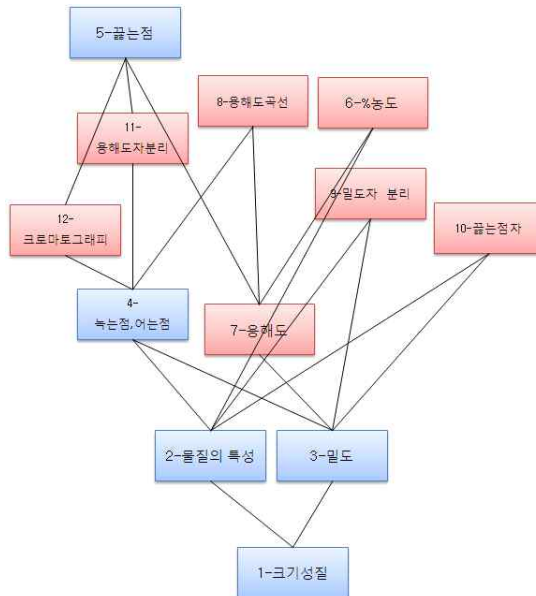 5-끓는점
8-용해도곡선
6-%농도
11-
용해도자분리
9-밀도자 분리
12-
크로마토그래피
10-끓는점자
4-
녹는점,어는점
7-용해도
2-물질의 특성
3-밀도
1-크기성질